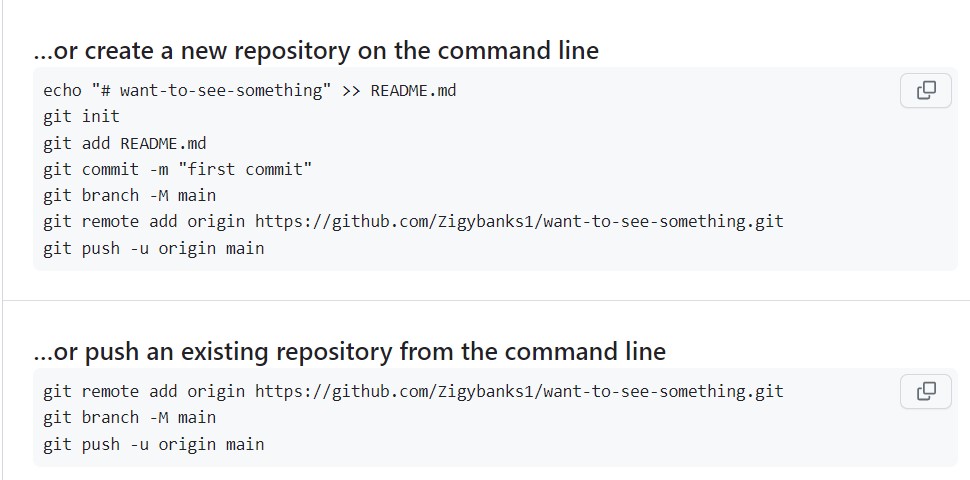 ...or create a new repository on the command line
echo "# want-to-see-something" >> README.md
git init
git add README.md
git commit -m "first commit"
git branch -M main
git remote add origin https://github.com/Zigybanks1/want-to-see-something.git
git push -u origin main
...or push an existing repository from the command line
git remote add origin https://github.com/Zigybanks1/want-to-see-something.git
git branch -M main
git push -u origin main